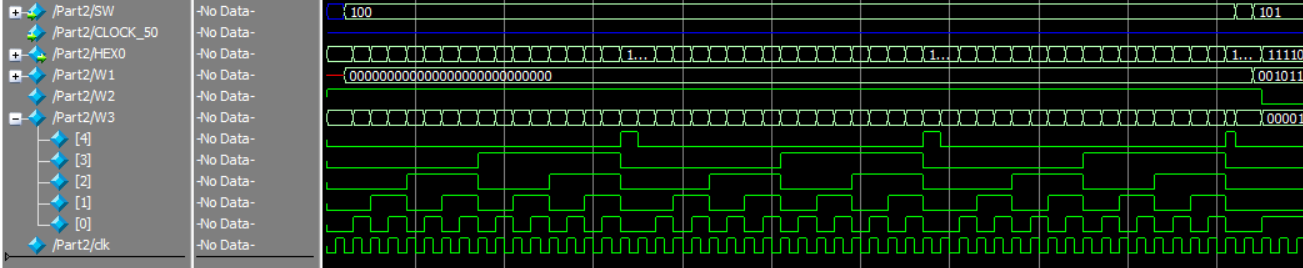 /Part2/SW -No Data- 100 101
/Part2/CLOCK_50 -No Data-
/Part2/HEX0 -No Data- 1... 1... 1... 11110
/Part2/W1 -No Data- 0000000000000000000000000000 001011
/Part2/W2 -No Data-
/Part2/W3 -No Data- 00001
[4] -No Data-
[3] -No Data-
[2] -No Data-
[1] -No Data-
[0] -No Data-
/Part2/clk -No Data-